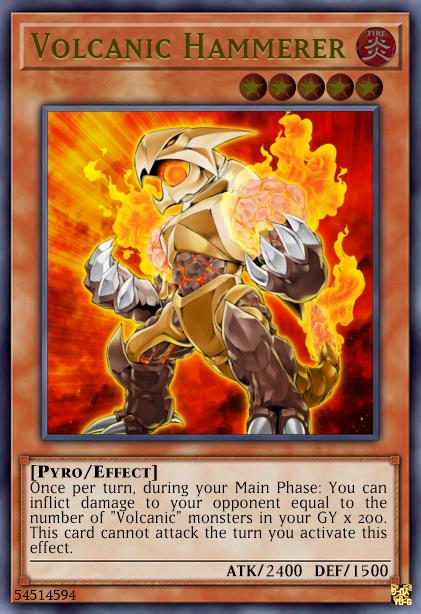 VOLCANIC HAMMERER
FIRE
炎
[PYRO/EFFECT]
Once per turn, during your Main Phase: You can
inflict damage to your opponent equal to the
number of "Volcanic" monsters in your GY x 200.
This card cannot attack the turn you activate this
effect.
ATK/2400 DEF/1500
54514594